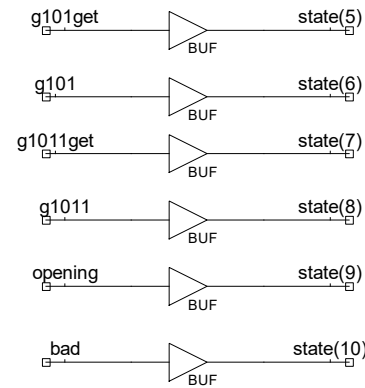 g101get state(5)
BUF
g101 state(6)
BUF
g1011get state(7)
BUF
g1011 state(8)
BUF
opening state(9)
BUF
bad state(10)
BUF